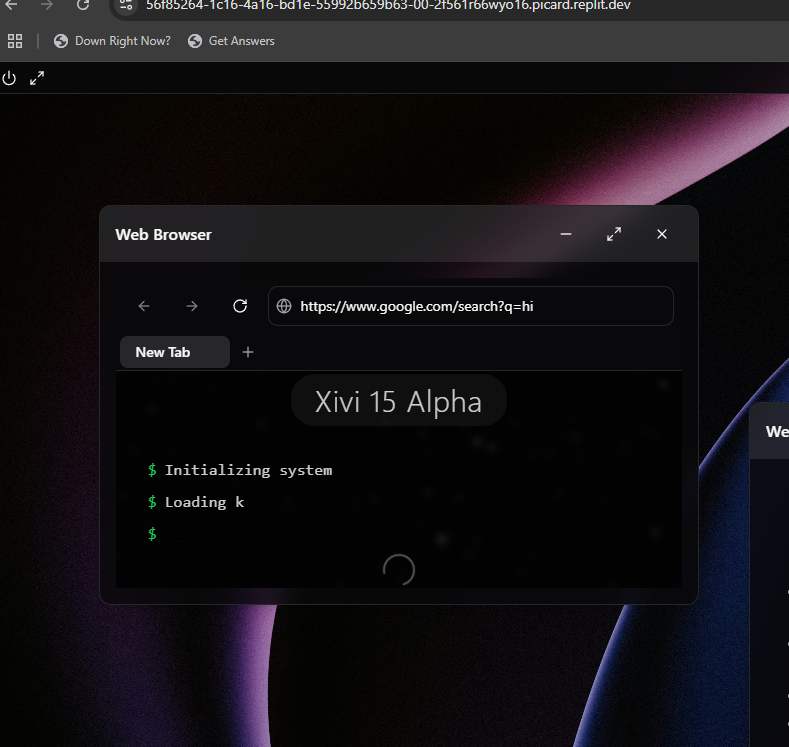 56f85264-1c16-4a16-bd1e-55992b659b63-00-2f561r66wyo16.picard.replit.dev
Down Right Now? Get Answers
Web Browser
https://www.google.com/search?q=hi
New Tab
Xivi 15 Alpha
$ Initializing system
$ Loading k
$
We